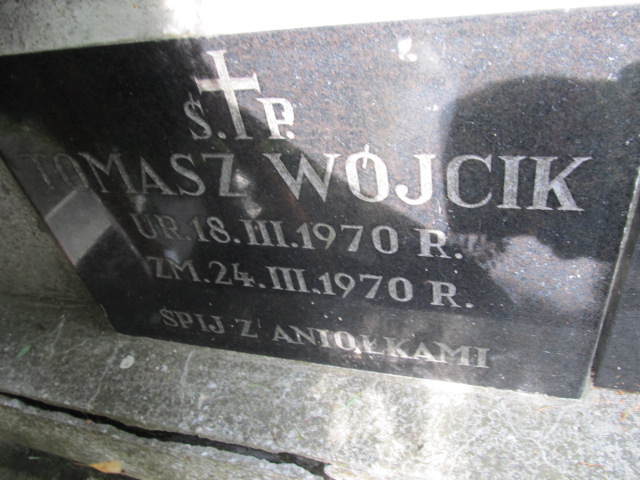 Ś.P.
TOMASZ WÓJCIK
UR.18.III.1970 R.
ZM.24.III.1970 R.
ŚPIJ Z ANIOŁKAMI